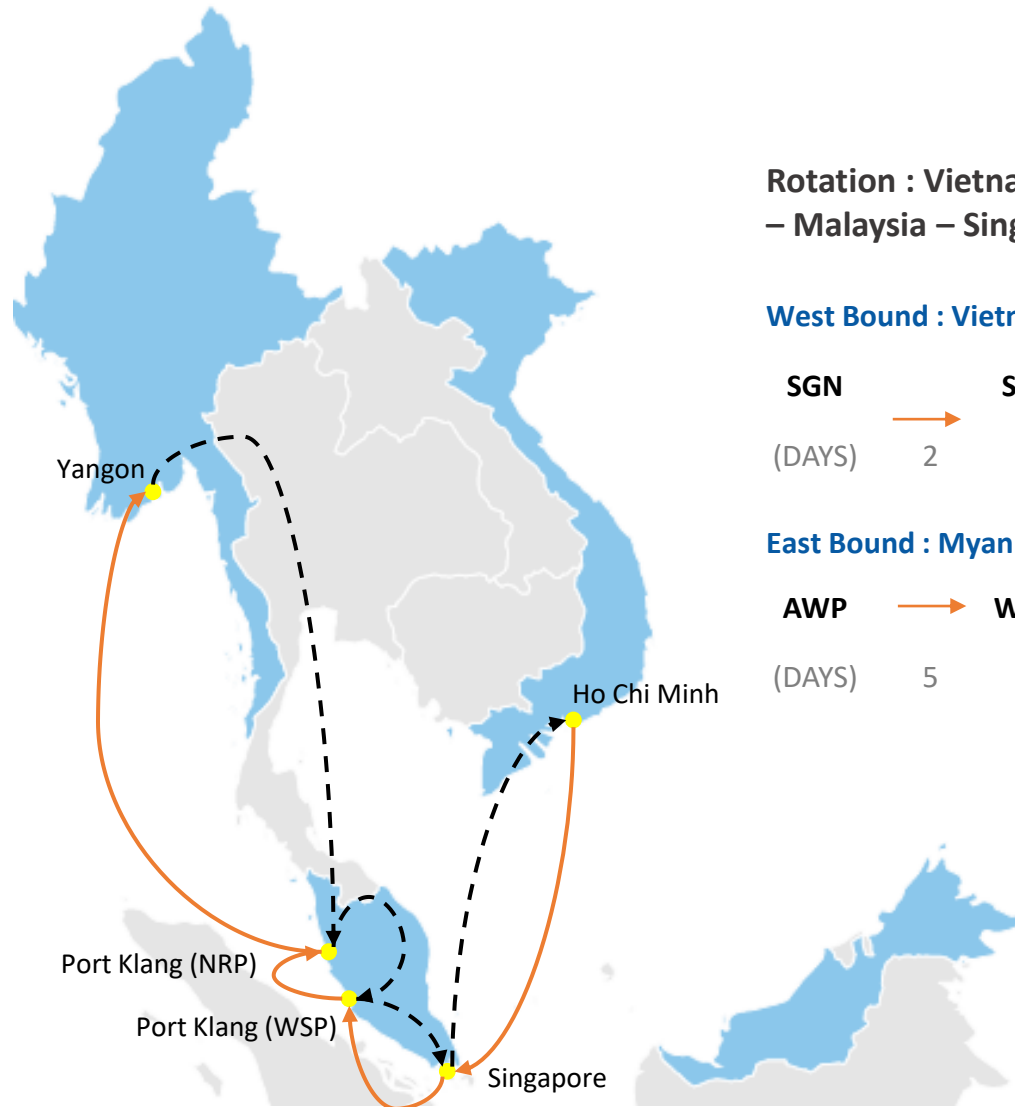 Rotation : Vietna
– Malaysia – Sing
West Bound : Vietn
SGN S
(DAYS) 2
East Bound : Myan
AWP W
(DAYS) 5
Yangon
Ho Chi Minh
Port Klang (NRP)
Port Klang (WSP)
Singapore